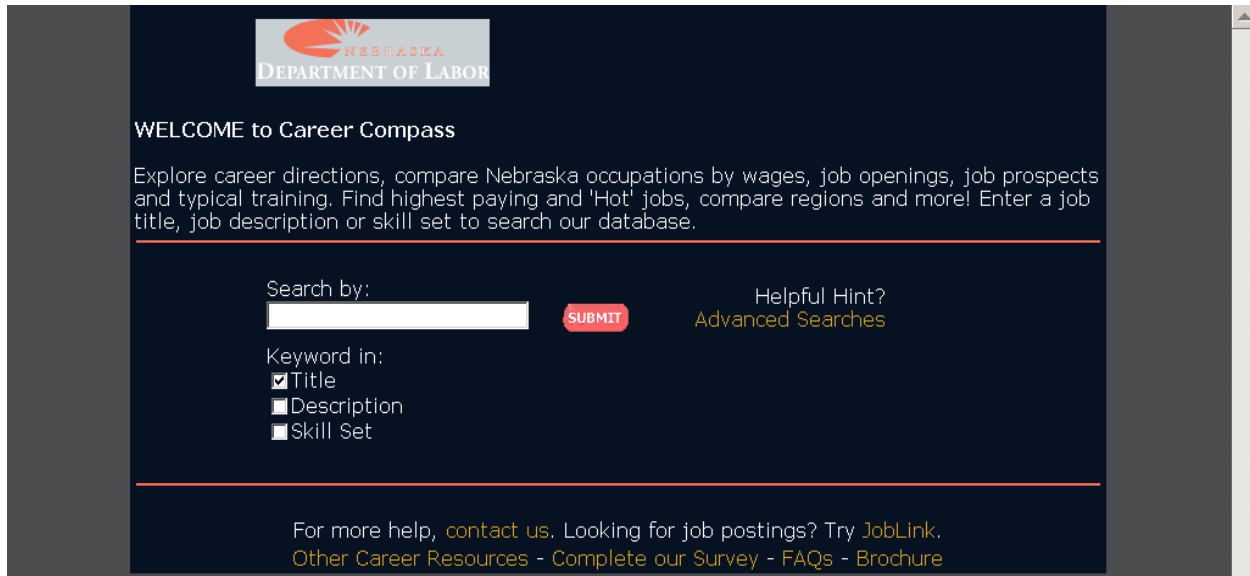 NEBRASKA
DEPARTMENT OF LABOR
WELCOME to Career Compass
Explore career directions, compare Nebraska occupations by wages, job openings, job prospects
and typical training. Find highest paying and 'Hot' jobs, compare regions and more! Enter a job
title, job description or skill set to search our database.
Search by:
SUBMIT
Helpful Hint?
Advanced Searches
Keyword in:
Title
Description
Skill Set
For more help, contact us. Looking for job postings? Try JobLink.
Other Career Resources - Complete our Survey - FAQs - Brochure